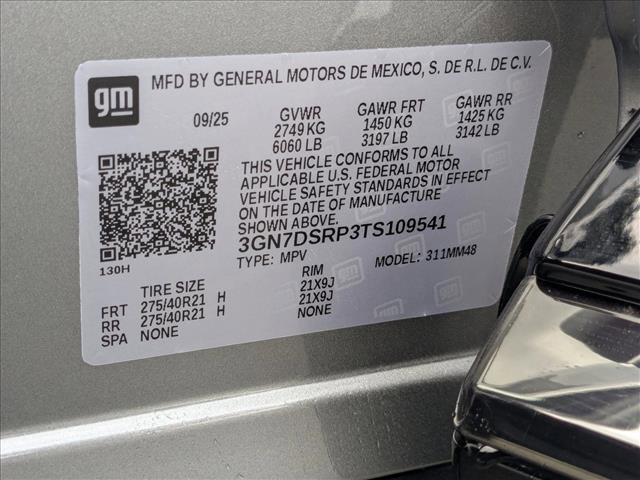 gm
MFD BY GENERAL MOTORS DE MEXICO, S. DE R.L. DE C.V.
09/25 GVWR GAWR FRT GAWR RR
2749 KG 1450 KG 1425 KG
6060 LB 3197 LB 3142 LB
THIS VEHICLE CONFORMS TO ALL
APPLICABLE U.S. FEDERAL MOTOR
VEHICLE SAFETY STANDARDS IN EFFECT
ON THE DATE OF MANUFACTURE
SHOWN ABOVE.
3GN7DSRP3TS109541
130H TYPE: MPV MODEL: 311MM48
TIRE SIZE RIM
FRT 275/40R21 H 21X9J
RR 275/40R21 H 21X9J
SPA NONE NONE